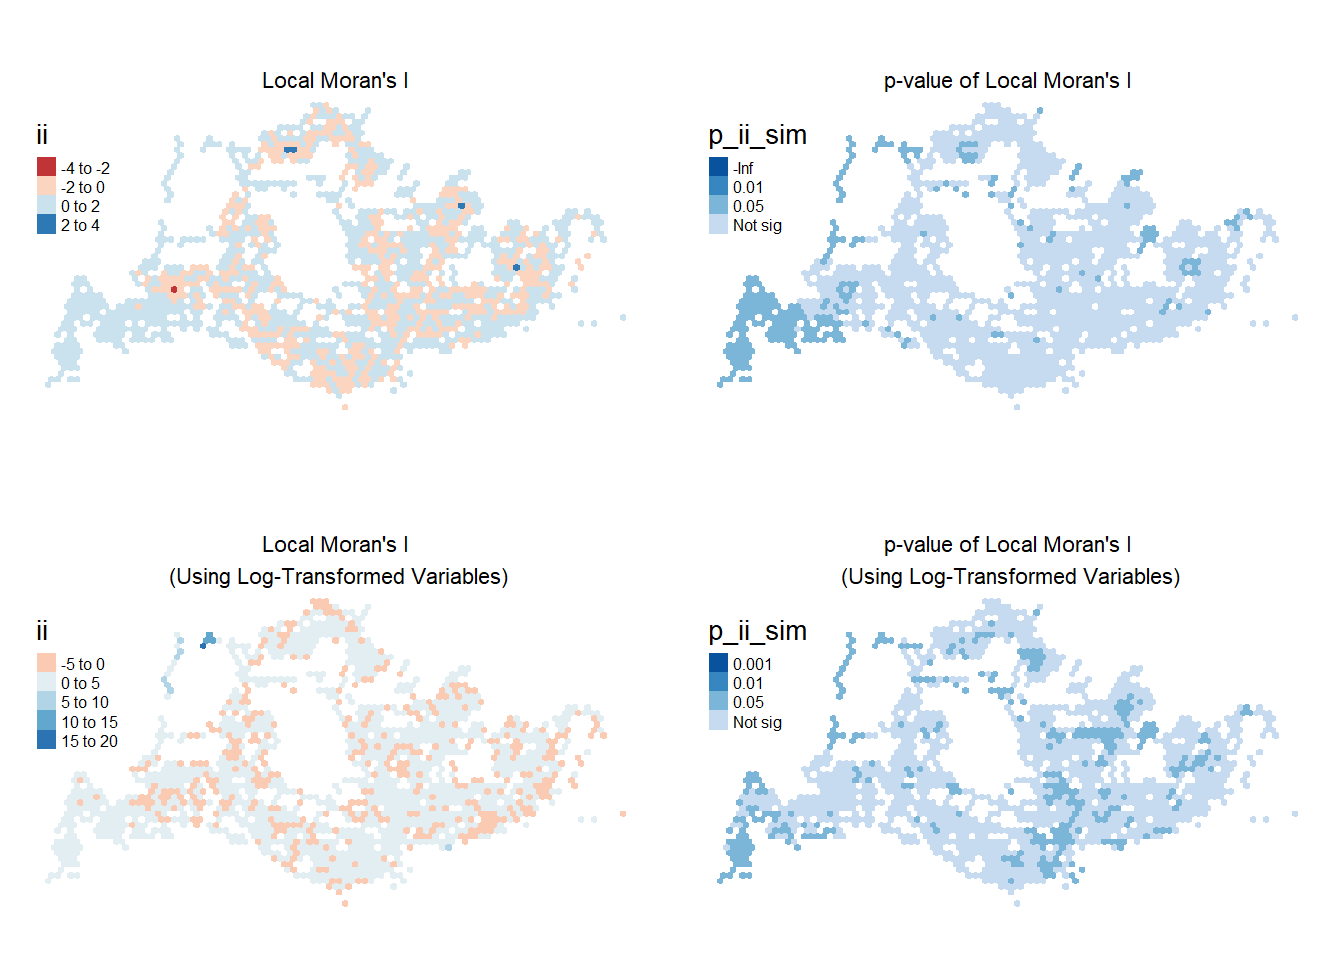 Local Moran's I
ii
-4 to -2
-2 to 0
0 to 2
2 to 4
p-value of Local Moran's I
p_ii_sim
-Inf
0.01
0.05
Not sig
Local Moran's I
(Using Log-Transformed Variables)
ii
-5 to 0
0 to 5
5 to 10
10 to 15
15 to 20
p-value of Local Moran's I
(Using Log-Transformed Variables)
p_ii_sim
0.001
0.01
0.05
Not sig